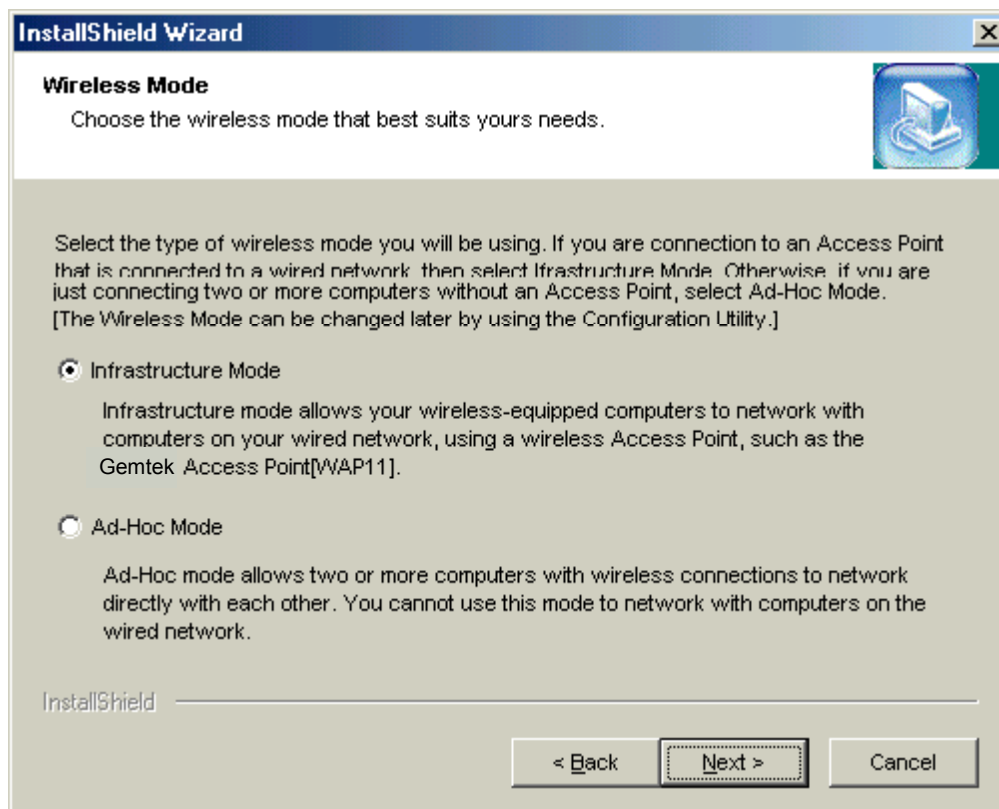 InstallShield Wizard
Wireless Mode
Choose the wireless mode that best suits yours needs.
Select the type of wireless mode you will be using. If you are connection to an Access Point
that is connected to a wired network, then select Ifrastructure Mode. Otherwise, if you are
just connecting two or more computers without an Access Point, select Ad-Hoc Mode.
[The Wireless Mode can be changed later by using the Configuration Utility.]
Infrastructure Mode
Infrastructure mode allows your wireless-equipped computers to network with
computers on your wired network, using a wireless Access Point, such as the
Gemtek Access Point[WAP11].
Ad-Hoc Mode
Ad-Hoc mode allows two or more computers with wireless connections to network
directly with each other. You cannot use this mode to network with computers on the
wired network.
InstallShield
< Back Next > Cancel